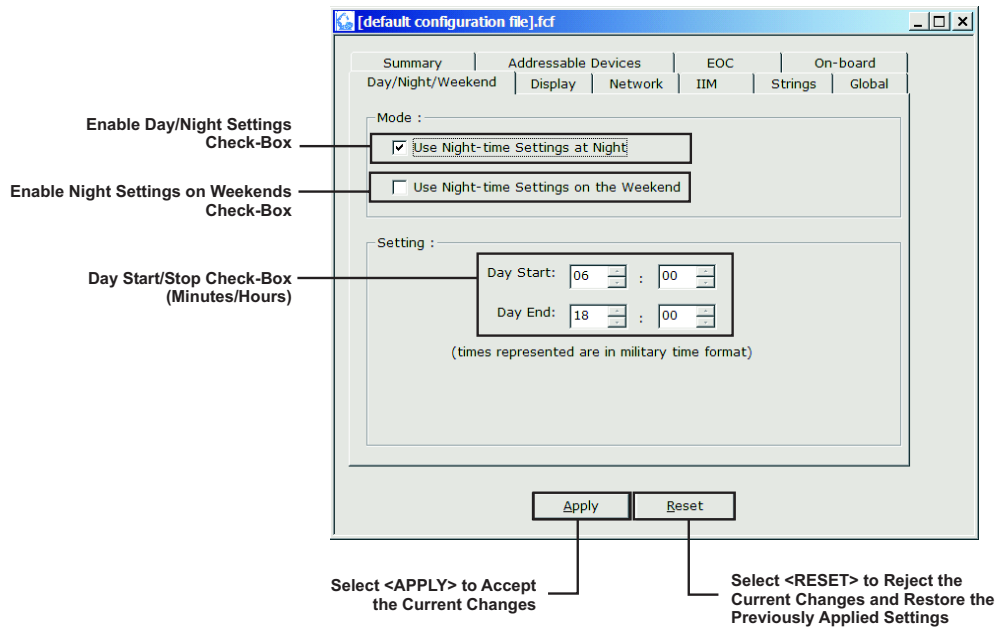 [default configuration file].fcf
Summary Addressable Devices EOC On-board
Day/Night/Weekend Display Network IIM Strings Global
Enable Day/Night Settings
Check-Box
Mode :
Use Night-time Settings at Night
Enable Night Settings on Weekends
Check-Box
Use Night-time Settings on the Weekend
Setting :
Day Start/Stop Check-Box
(Minutes/Hours)
Day Start: 06 : 00
Day End: 18 : 00
(times represented are in military time format)
Apply Reset
Select <APPLY> to Accept
the Current Changes
Select <RESET> to Reject the
Current Changes and Restore the
Previously Applied Settings